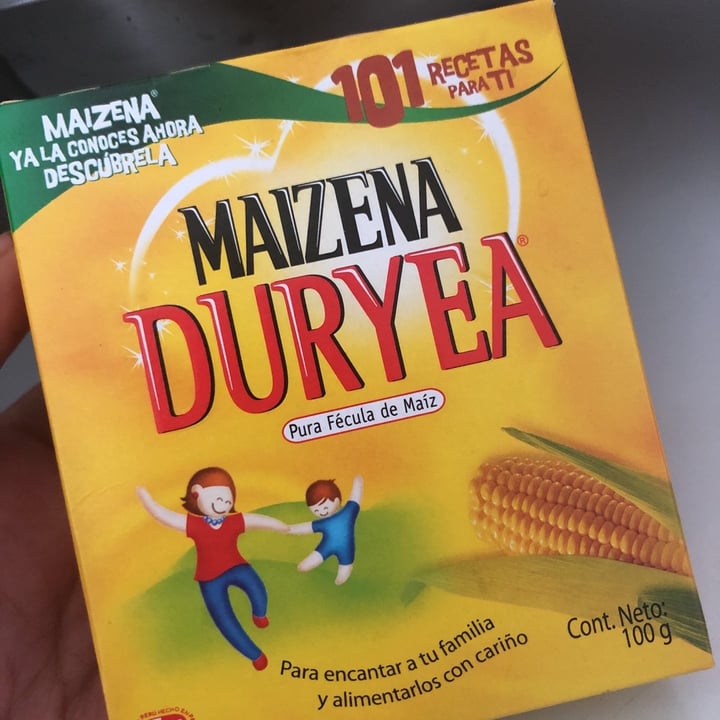 101 RECETAS
PARA TI
MAIZENA®
YA LA CONOCES AHORA
DESCÚBRELA
MAIZENA
DURYEA®
Pura Fécula de Maíz
Para encantar a tu familia
y alimentarlos con cariño
Cont. Neto:
100 g